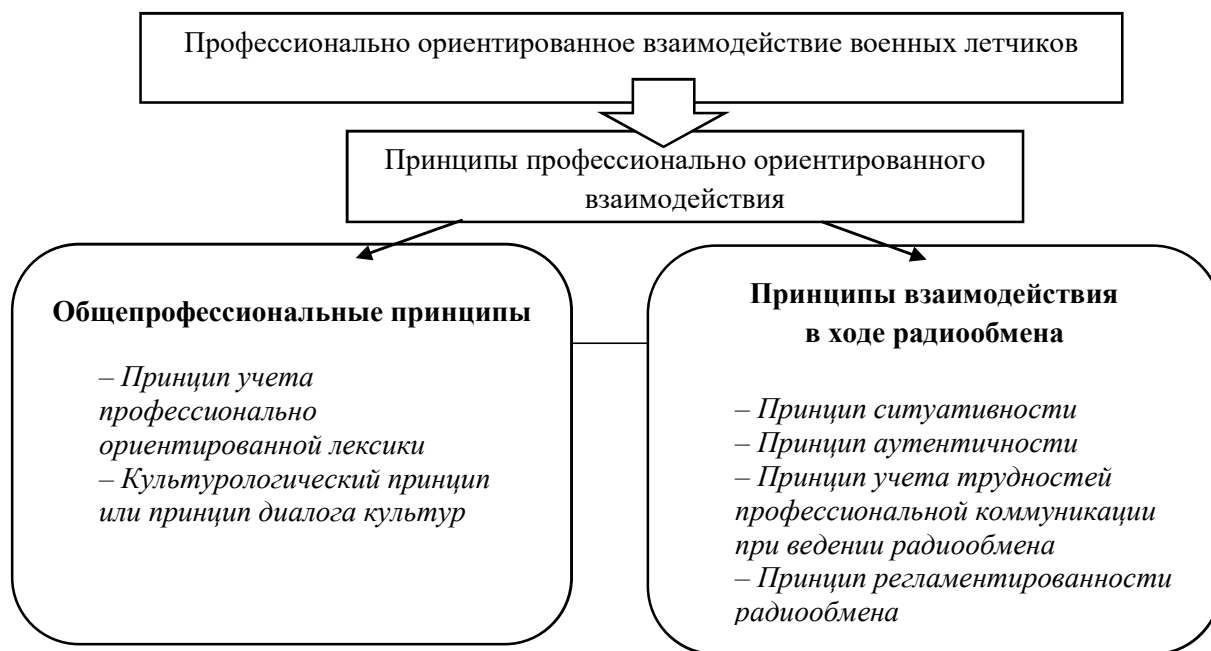 Профессионально ориентированное взаимодействие военных летчиков
Принципы профессионально ориентированного
взаимодействия
Общепрофессиональные принципы
– Принцип учета
профессионально
ориентированной лексики
– Культурологический принцип
или принцип диалога культур
Принципы взаимодействия
в ходе радиообмена
– Принцип ситуативности
– Принцип аутентичности
– Принцип учета трудностей
профессиональной коммуникации
при ведении радиообмена
– Принцип регламентированности
радиообмена